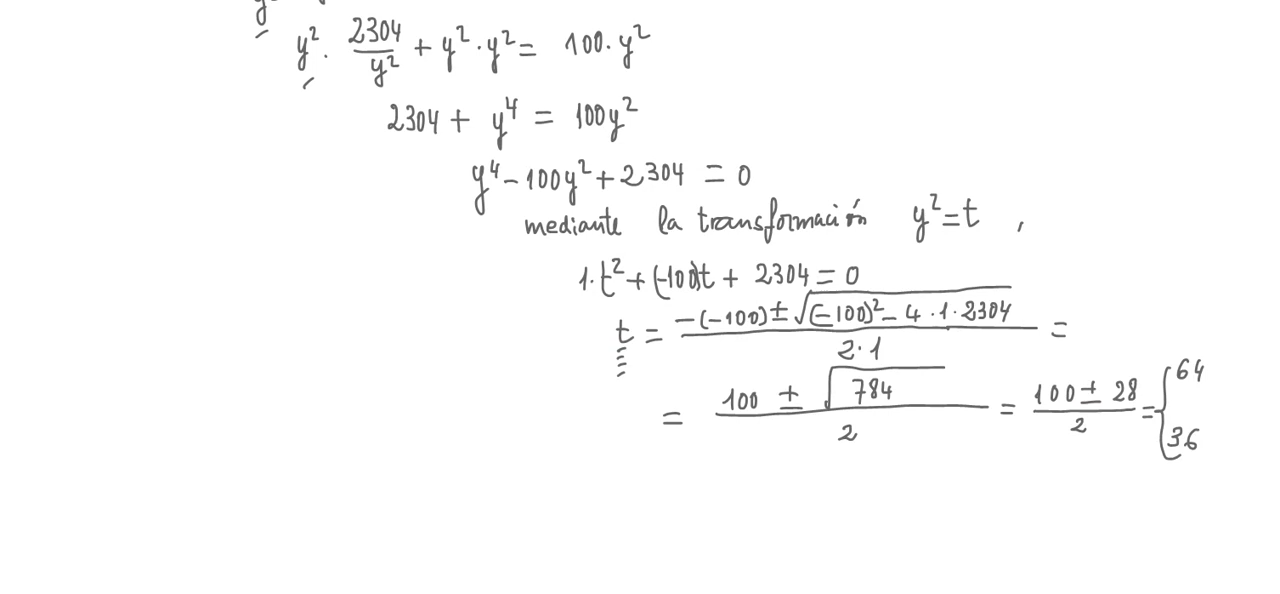 y² · 2304/y² + y² · y² = 100 · y²
2304 + y⁴ = 100y²
y⁴ - 100y² + 2304 = 0
mediante la transformación y² = t ,
1·t² + (-100)t + 2304 = 0
t = (-(-100) ± √((-100)² - 4 · 1 · 2304))/(2·1) =
= (100 ± √784)/2 = (100 ± 28)/2 = { 64
36